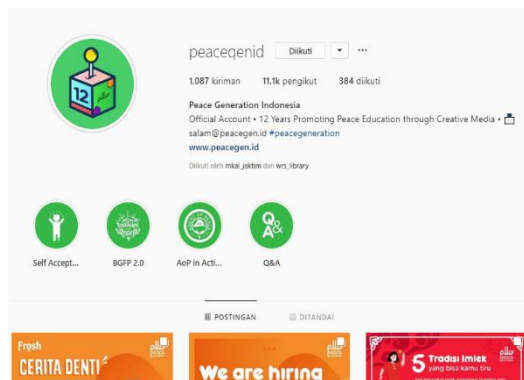 peacegenid Diikuti
1.087 kiriman 11.1k pengikut 384 diikuti
Peace Generation Indonesia
Official Account • 12 Years Promoting Peace Education through Creative Media •
salam@peacegen.id #peacegeneration
www.peacegen.id
Diikuti oleh mkai_jaktim dan wrs_library
12
Self Accept... BGFP 2.0 AoP in Acti... Q&A
Q&A
POSTINGAN DITANDAI
Frosh
CERITA DENTI
We are hiring
5 Tradisi Imlek
yang bisa kamu tiru